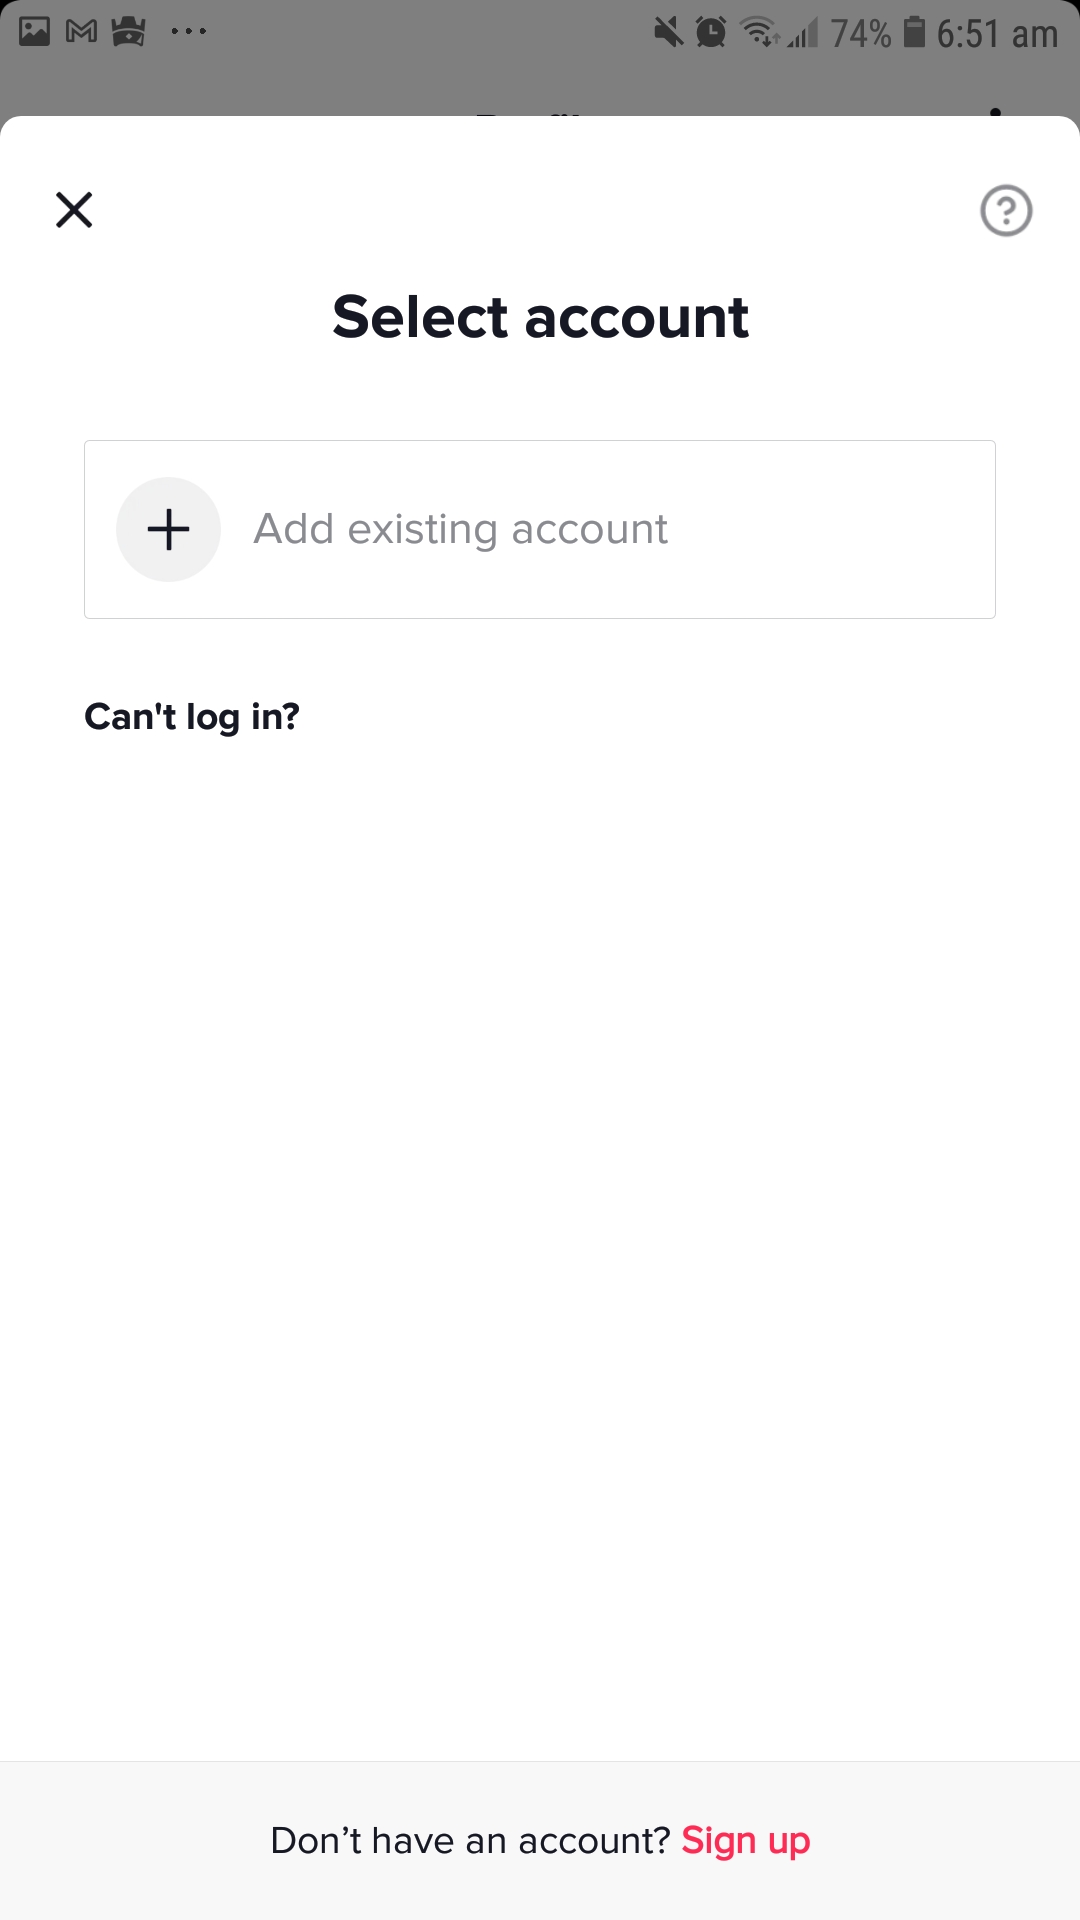 74% 6:51 am
Select account
Add existing account
Can't log in?
Don’t have an account? Sign up